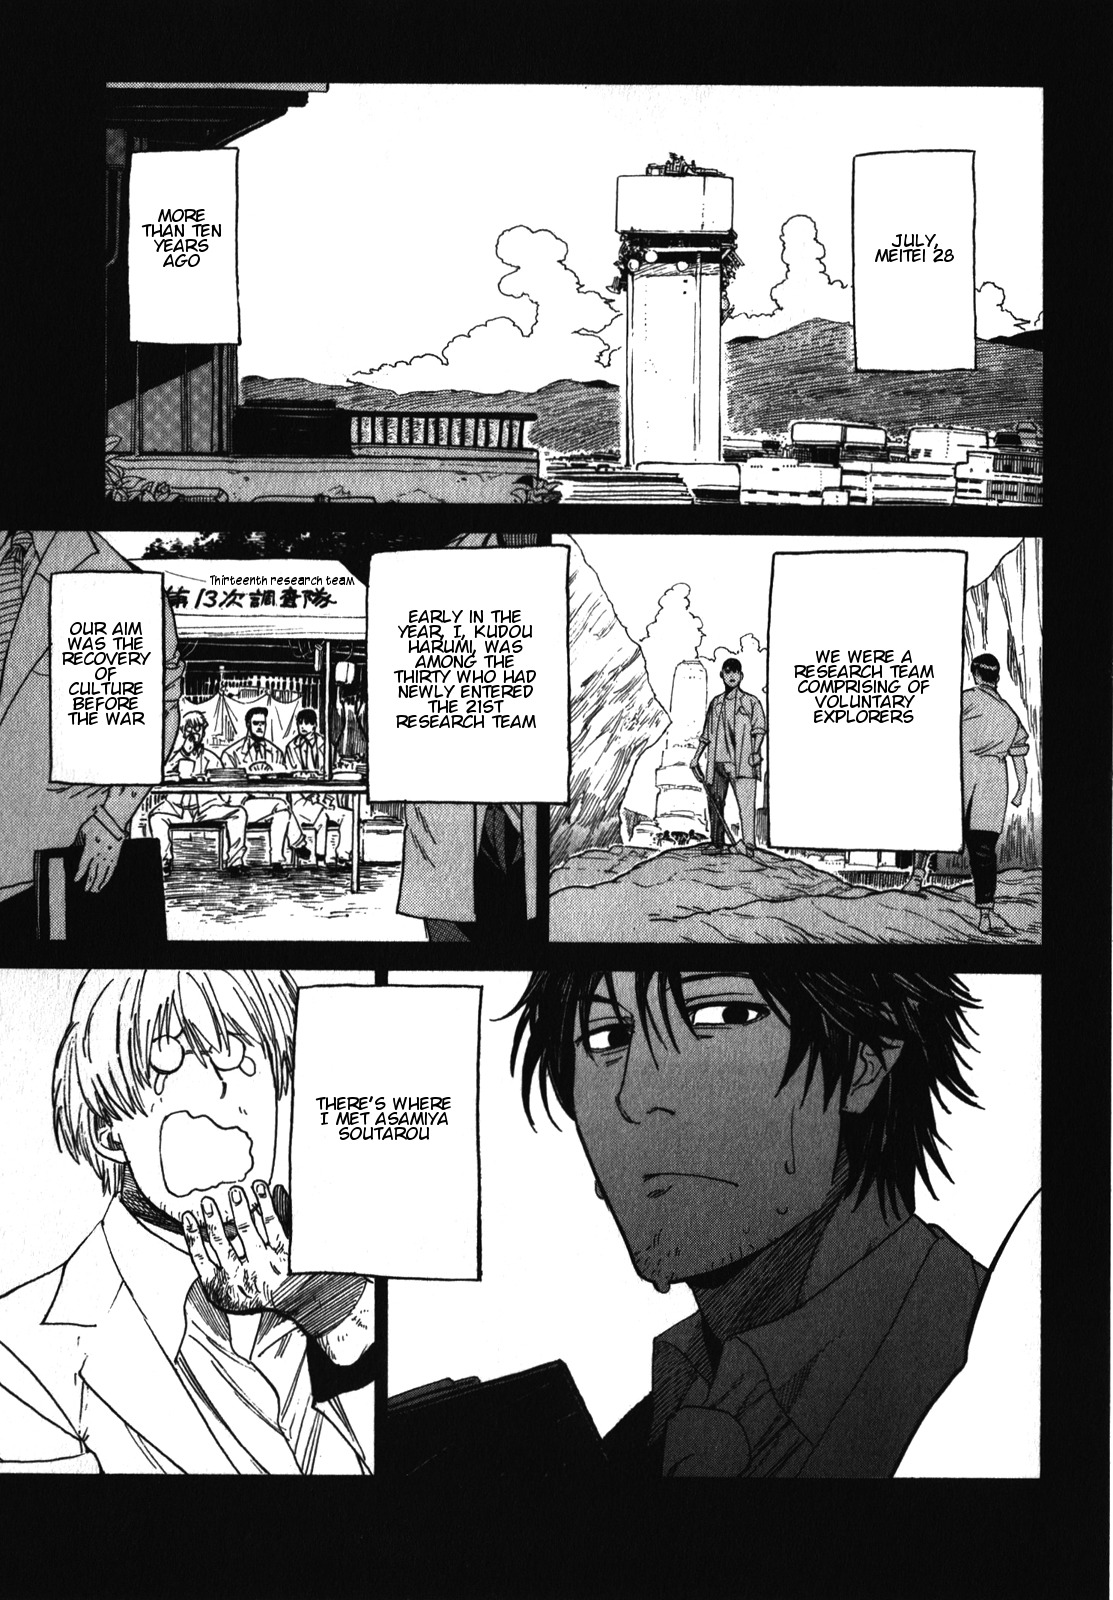 JULY,
MEITEI 28
MORE
THAN TEN
YEARS
AGO
WE WERE A
RESEARCH TEAM
COMPRISING OF
VOLUNTARY
EXPLORERS
EARLY IN THE
YEAR, I, KUDOU
HARUMI, WAS
AMONG THE
THIRTY WHO HAD
NEWLY ENTERED
THE 21ST
RESEARCH TEAM
Thirteenth research team
第13次調査隊
OUR AIM
WAS THE
RECOVERY
OF
CULTURE
BEFORE
THE WAR
THERE'S WHERE
I MET ASAMIYA
SOUTAROU